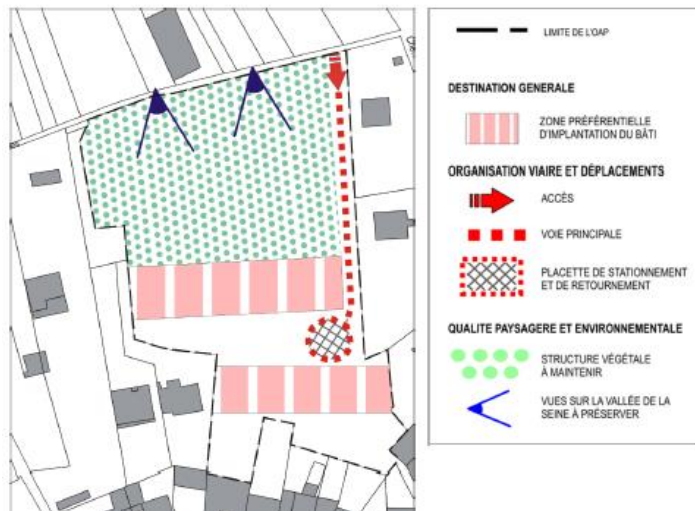 LIMITE DE L'OAP
DESTINATION GENERALE
ZONE PRÉFÉRENTIELLE
D'IMPLANTATION DU BÂTI
ORGANISATION VIAIRE ET DÉPLACEMENTS
ACCÈS
VOIE PRINCIPALE
PLACETTE DE STATIONNEMENT
ET DE RETOURNEMENT
QUALITE PAYSAGERE ET ENVIRONNEMENTALE
STRUCTURE VÉGÉTALE
À MAINTENIR
VUES SUR LA VALLÉE DE LA
SEINE À PRÉSERVER